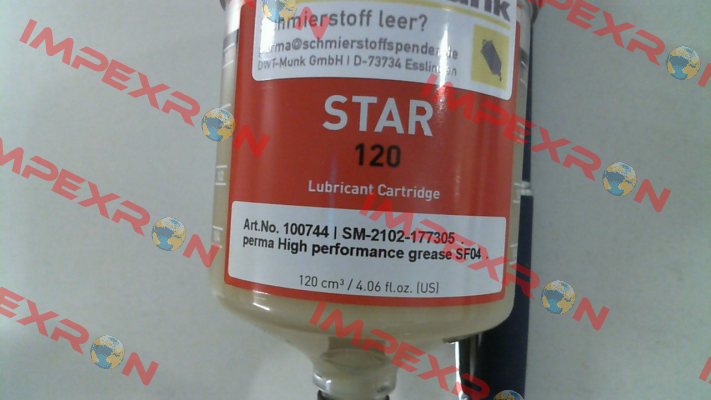 schmierstoff leer?
perma@schmierstoffspender.de
DWT-Munk GmbH I D-73734 Esslingen
STAR
120
Lubricant Cartridge
Art.No. 100744 | SM-2102-177305
perma High performance grease SF04
120 cm³ / 4.06 fl.oz. (US)
IMPEXRON
IMPEXRON
IMPEXRON
IMPEXRON
IMPEXRON
IMPEXRON
IMPEXRON